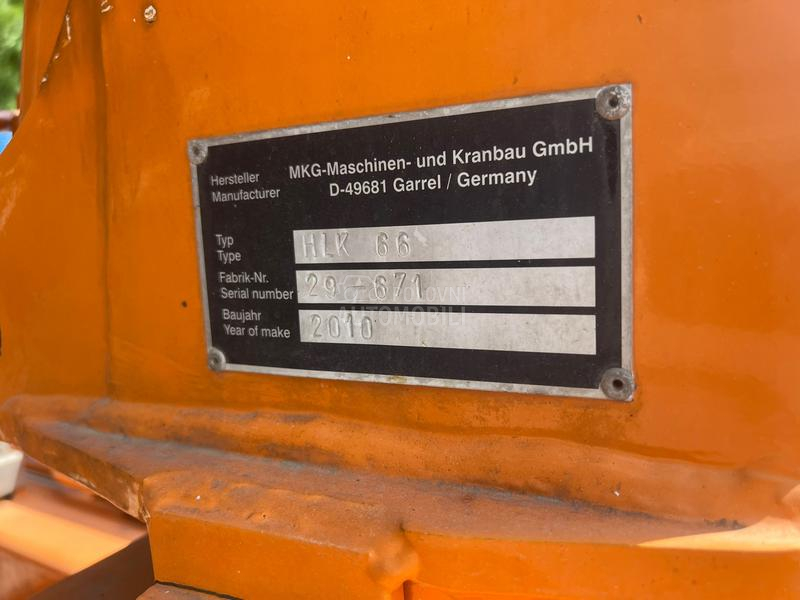 Hersteller
Manufacturer
MKG-Maschinen- und Kranbau GmbH
D-49681 Garrel / Germany
Typ
Type
HLK 66
Fabrik-Nr.
Serial number
29-671
Baujahr
Year of make
2010
AUTOMOBILI